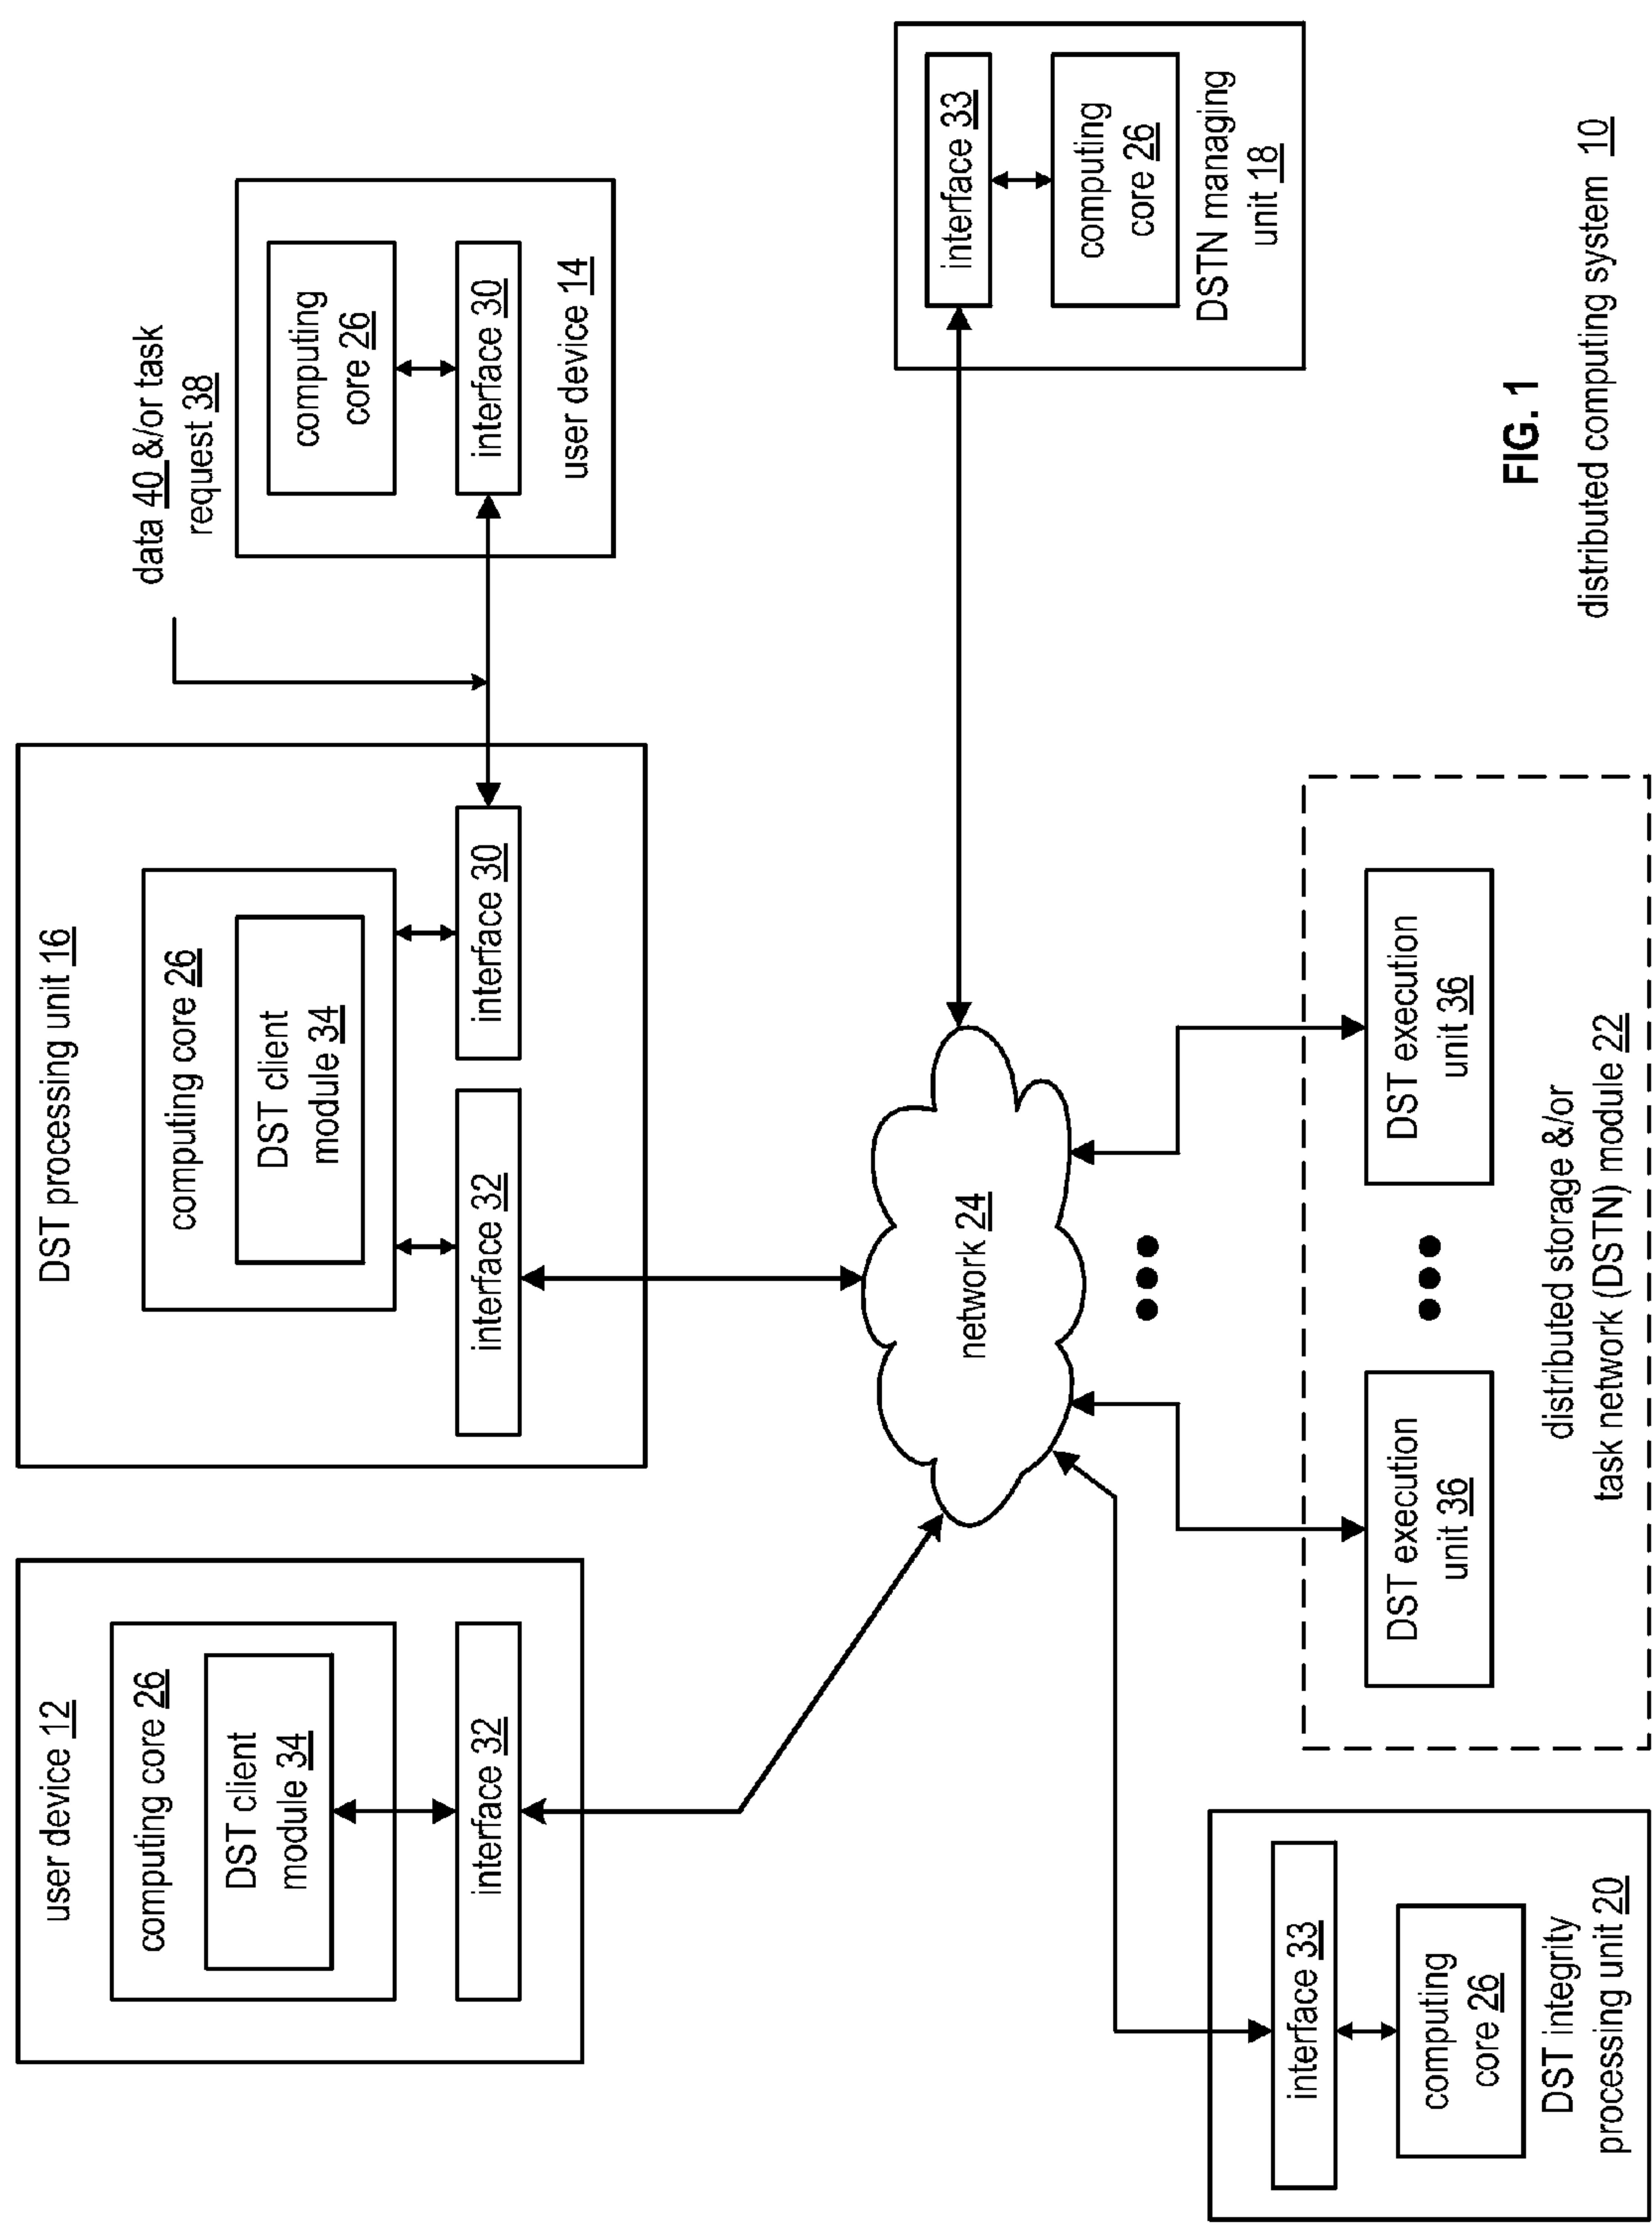 user device 12
computing core 26
DST client
module 34
interface 32
DST processing unit 16
computing core 26
DST client
module 34
interface 32
interface 30
data 40 &/or task
request 38
computing
core 26
interface 30
user device 14
network 24
interface 33
computing
core 26
DSTN managing
unit 18
interface 33
computing
core 26
DST integrity
processing unit 20
DST execution
unit 36
DST execution
unit 36
distributed storage &/or
task network (DSTN) module 22
FIG. 1
distributed computing system 10